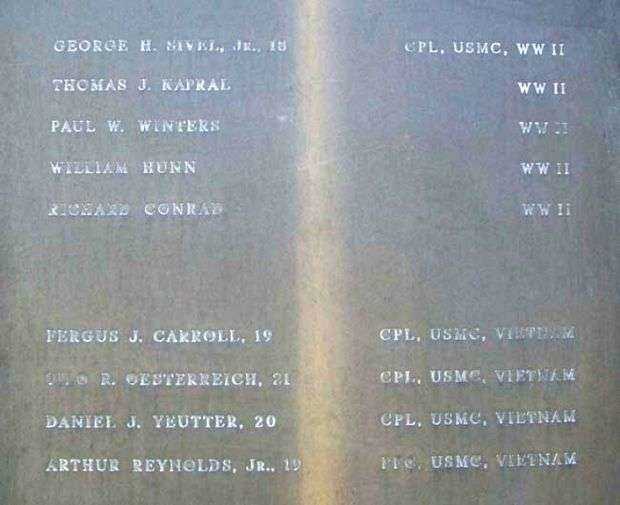 GEORGE H. SIVEL, JR., 18 CPL, USMC, WW II
THOMAS J. KAPRAL WW II
PAUL W. WINTERS WW II
WILLIAM HUNN WW II
RICHARD CONRAD WW II
FERGUS J. CARROLL, 19 CPL, USMC, VIETNAM
R. OESTERREICH, 21 CPL, USMC, VIETNAM
DANIEL J. YEUTTER, 20 CPL, USMC, VIETNAM
ARTHUR REYNOLDS, JR., 19 PFC, USMC, VIETNAM